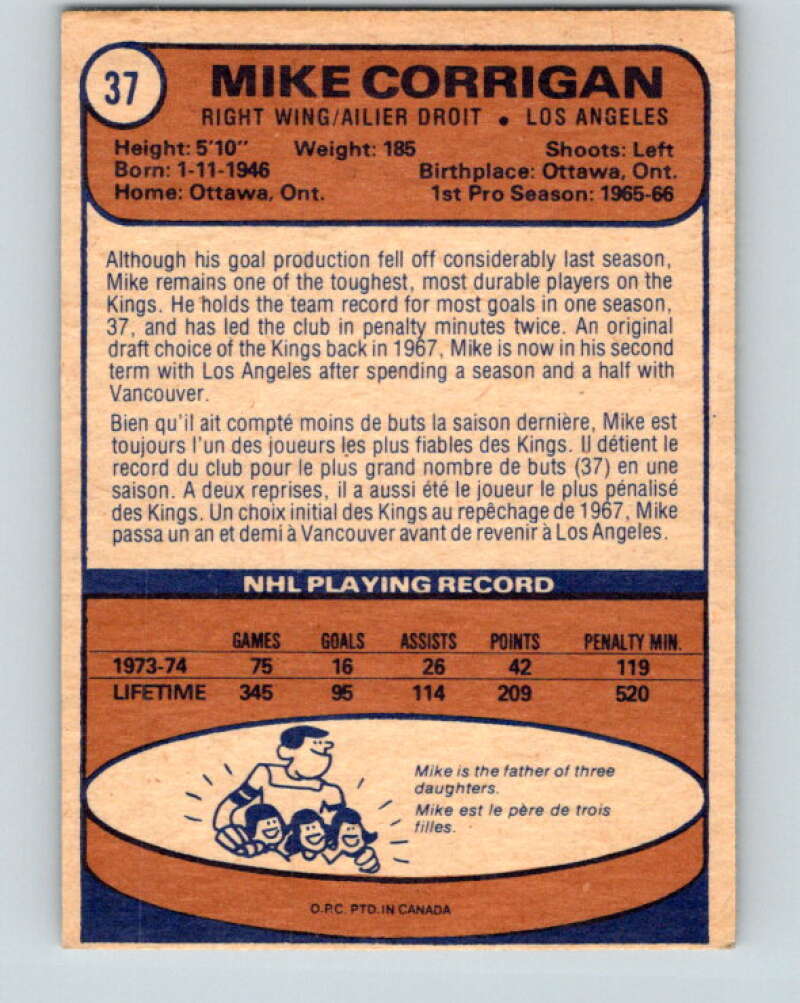 37
MIKE CORRIGAN
RIGHT WING/AILIER DROIT • LOS ANGELES
Height: 5'10" Weight: 185 Shoots: Left
Born: 1-11-1946 Birthplace: Ottawa, Ont.
Home: Ottawa, Ont. 1st Pro Season: 1965-66
Although his goal production fell off considerably last season,
Mike remains one of the toughest, most durable players on the
Kings. He holds the team record for most goals in one season,
37, and has led the club in penalty minutes twice. An original
draft choice of the Kings back in 1967, Mike is now in his second
term with Los Angeles after spending a season and a half with
Vancouver.
Bien qu'il ait compté moins de buts la saison dernière, Mike est
toujours l'un des joueurs les plus fiables des Kings. Il détient le
record du club pour le plus grand nombre de buts (37) en une
saison. A deux reprises, il a aussi été le joueur le plus pénalisé
des Kings. Un choix initial des Kings au repêchage de 1967, Mike
passa un an et demi à Vancouver avant de revenir à Los Angeles.
NHL PLAYING RECORD
GAMES GOALS ASSISTS POINTS PENALTY MIN.
1973-74 75 16 26 42 119
LIFETIME 345 95 114 209 520
Mike is the father of three
daughters.
Mike est le père de trois
filles.
O.P.C. PTD. IN CANADA